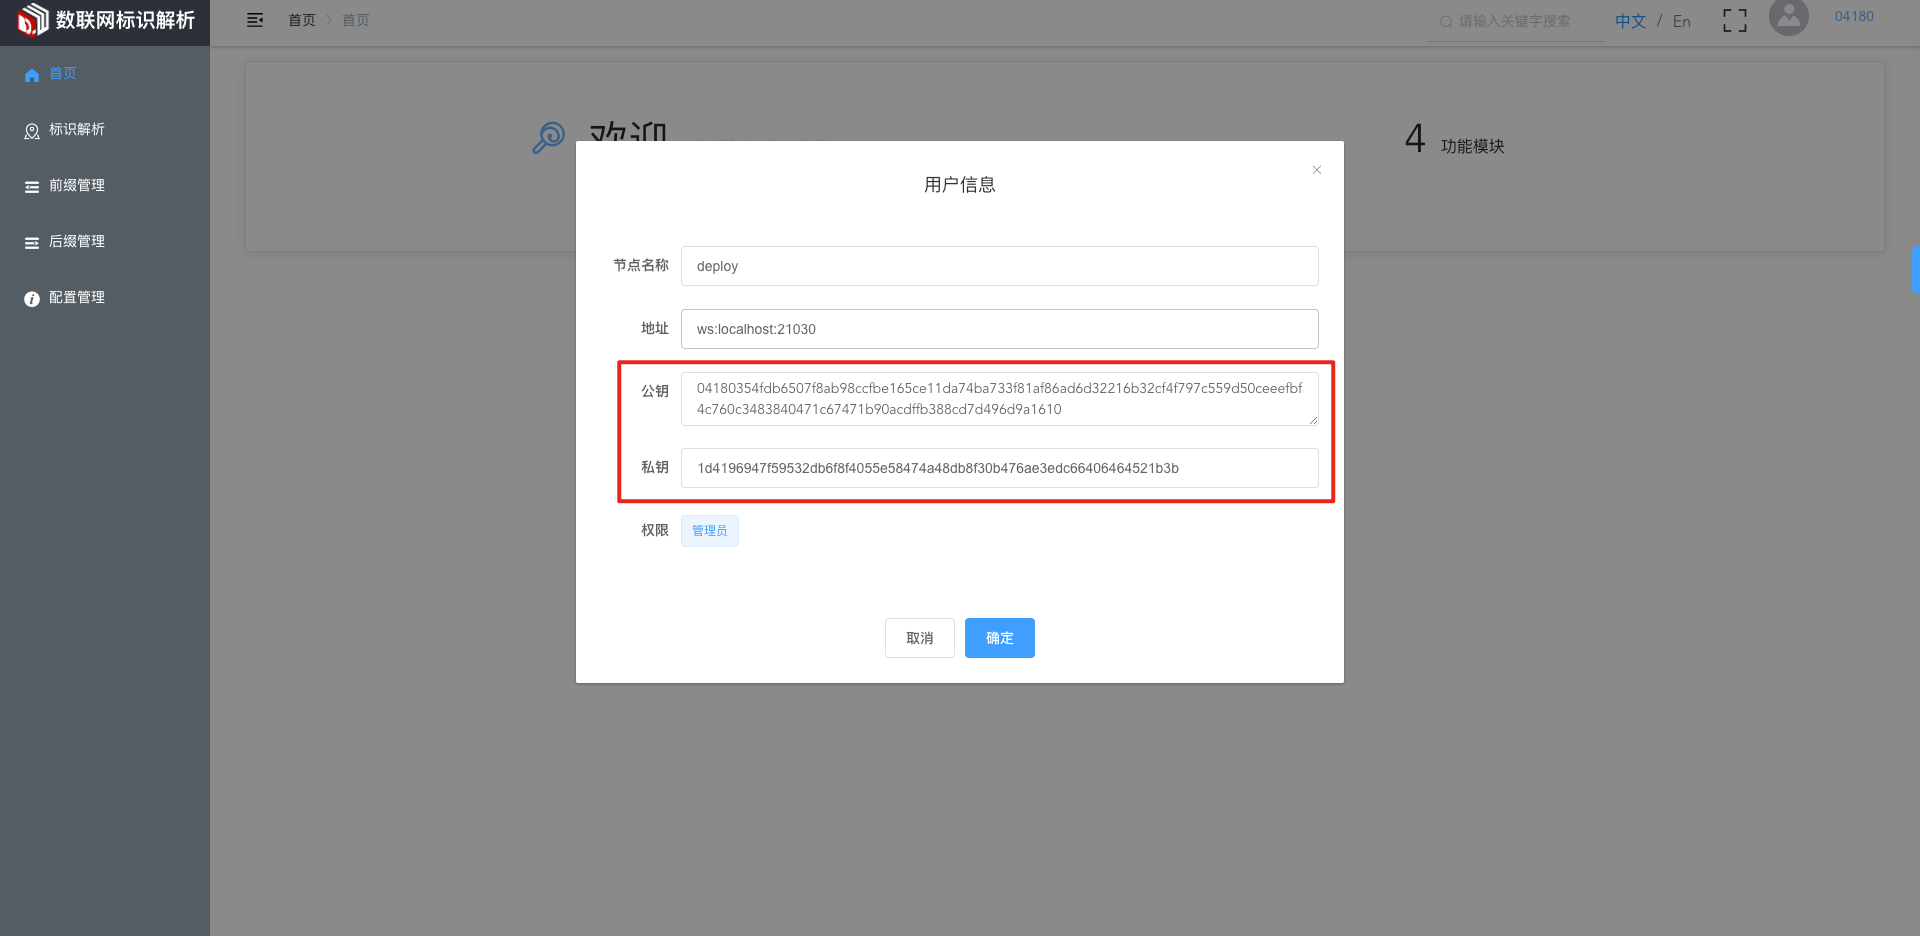 数联网标识解析
首页 > 首页
请输入关键字搜索
中文 / En
04180
首页
标识解析
前缀管理
后缀管理
配置管理
欢迎
4 功能模块
用户信息
节点名称 deploy
地址 ws:localhost:21030
公钥 04180354fdb6507f8ab98ccfbe165ce11da74ba733f81af86ad6d32216b32cf4f797c559d50ceeefbf
4c760c3483840471c67471b90acdffb388cd7d496d9a1610
私钥 1d4196947f59532db6f8f4055e58474a48db8f30b476ae3edc66406464521b3b
权限 管理员
取消 确定